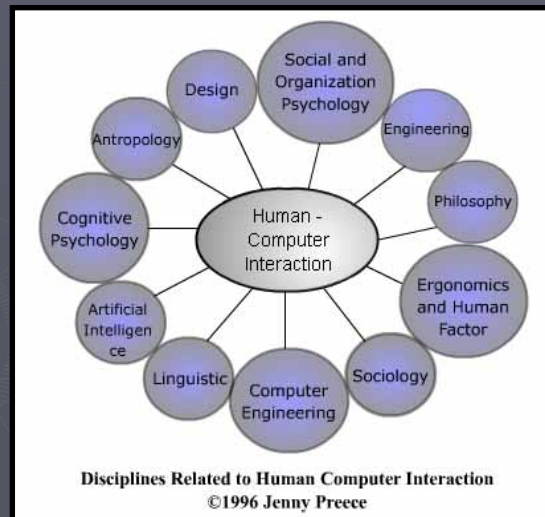 Social and
Organization
Psychology
Engineering
Philosophy
Ergonomics
and Human
Factor
Sociology
Computer
Engineering
Linguistic
Artificial
Intelligen
ce
Cognitive
Psychology
Antropology
Design
Human -
Computer
Interaction
Disciplines Related to Human Computer Interaction
©1996 Jenny Preece